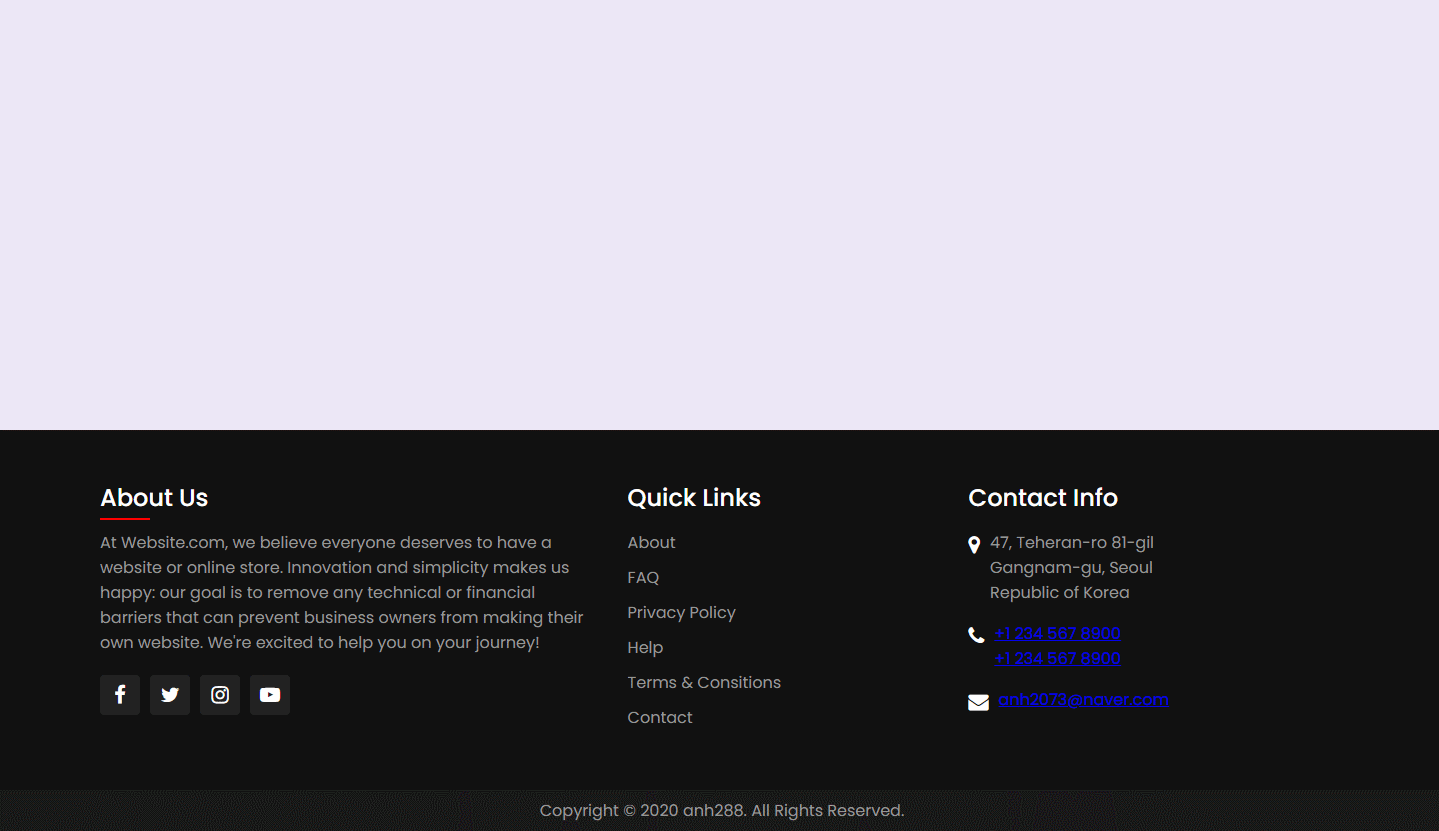 About Us
At Website.com, we believe everyone deserves to have a
website or online store. Innovation and simplicity makes us
happy: our goal is to remove any technical or financial
barriers that can prevent business owners from making their
own website. We're excited to help you on your journey!
Quick Links
About
FAQ
Privacy Policy
Help
Terms & Consitions
Contact
Contact Info
47, Teheran-ro 81-gil
Gangnam-gu, Seoul
Republic of Korea
+1 234 567 8900
+1 234 567 8900
anh2073@naver.com
Copyright © 2020 anh288. All Rights Reserved.